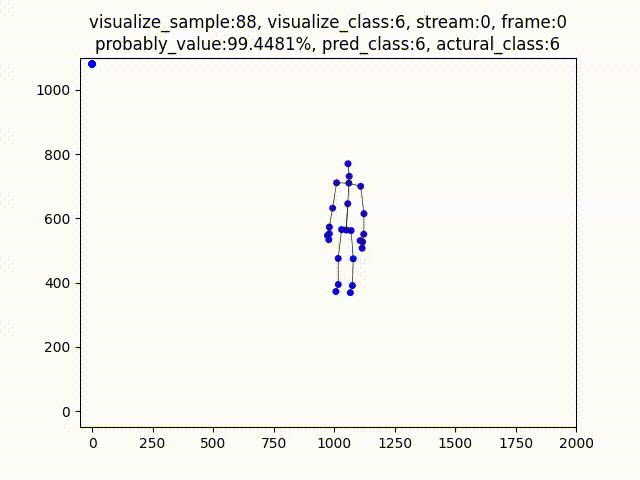 visualize_sample:88, visualize_class:6, stream:0, frame:0
probably_value:99.4481%, pred_class:6, actural_class:6
1000
800
600
400
200
0
0 250 500 750 1000 1250 1500 1750 2000